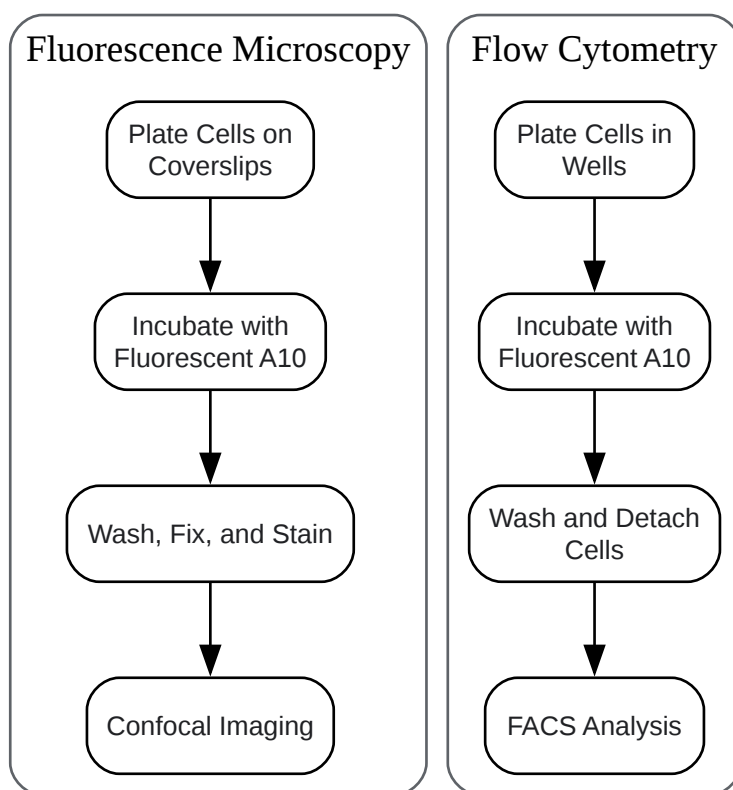 Fluorescence Microscopy
Plate Cells on
Coverslips
Incubate with
Fluorescent A10
Wash, Fix, and Stain
Confocal Imaging
Flow Cytometry
Plate Cells in
Wells
Incubate with
Fluorescent A10
Wash and Detach
Cells
FACS Analysis